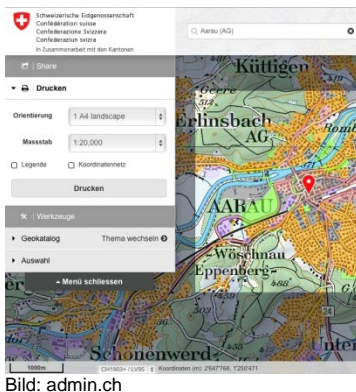 Schweizerische Eidgenossenschaft
Confédération suisse
Confederazione Svizzera
Confederaziun svizra
In Zusammenarbeit mit den Kantonen
Aarau (AG)
Share
Drucken
Orientierung
1 A4 landscape
Massstab
1:20,000
Legende
Koordinatennetz
Drucken
Werkzeuge
Geokatalog
Thema wechseln
Auswahl
Menü schliessen
Küttigen
Erlinsbach
AG
AARAU
Wöschnau
Eppenberg
Schönenwerd
1000m
CH1903+ / LV95
Koordinaten (m): 2'647'766, 1'250'471
Bild: admin.ch